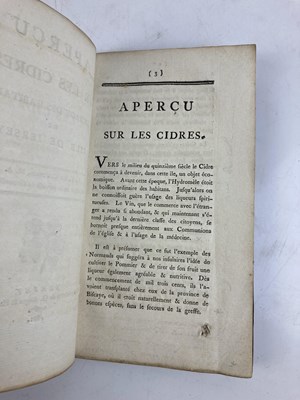 ( 3 )
APERÇU
SUR LES CIDRES.
VERS le milieu du quinzième siècle le Cidre
commença à devenir, dans cette île, un objet éco-
nomique. Avant cette époque, l'Hydromèle étoit
la boisson ordinaire des habitans. Jusqu'alors on
ne connoissoit guère l'usage des liqueurs spiri-
tueuses. Le Vin, que le commerce avec l'étran-
ger a rendu si abondant, & qui maintenant s'é-
tend jusqu'à la dernière classe des citoyens, se
bornoit presque entièrement aux Communions
de l'église & à l'usage de la médecine.
Il est à présumer que ce fut l'exemple des
Normands qui suggéra à nos insulaires l'idée de
cultiver le Pommier & de tirer de son fruit une
liqueur également agréable & nutritive. Dès le
commencement de mil trois cents, ils l'a-
voient transplanté chez eux de la province de
Biscaye, où il croît naturellement & donne de
bonnes espèces, sans le secours de la greffe.